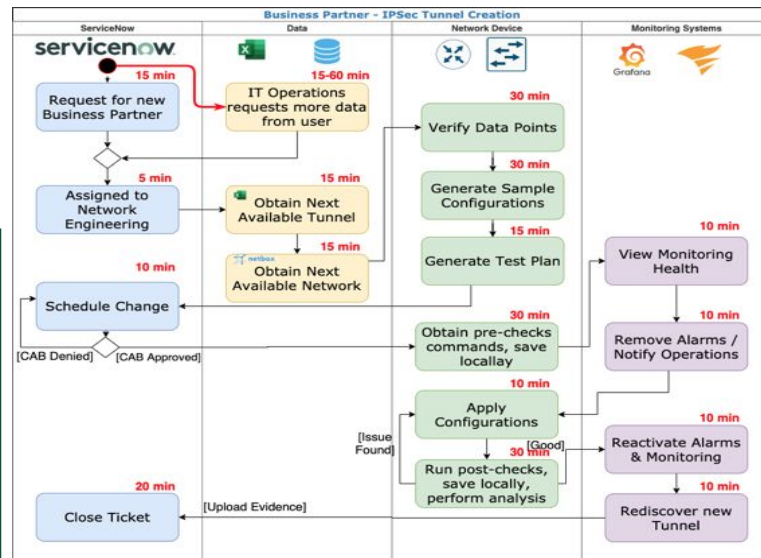 Business Partner - IPSec Tunnel Creation
ServiceNow
Data
Network Device
Monitoring Systems
servicenow
Grafana
15 min
Request for new
Business Partner
15-60 min
IT Operations
requests more data
from user
30 min
Verify Data Points
5 min
Assigned to
Network
Engineering
15 min
Obtain Next
Available Tunnel
30 min
Generate Sample
Configurations
15 min
netbox
Obtain Next
Available Network
15 min
Generate Test Plan
10 min
View Monitoring
Health
10 min
Schedule Change
[CAB Denied]
[CAB Approved]
30 min
Obtain pre-checks
commands, save
locallay
10 min
Remove Alarms /
Notify Operations
10 min
Apply
Configurations
[Issue
Found]
[Good]
30 min
Run post-checks,
save locally,
perform analysis
10 min
Reactivate Alarms
& Monitoring
10 min
Rediscover new
Tunnel
20 min
Close Ticket
[Upload Evidence]